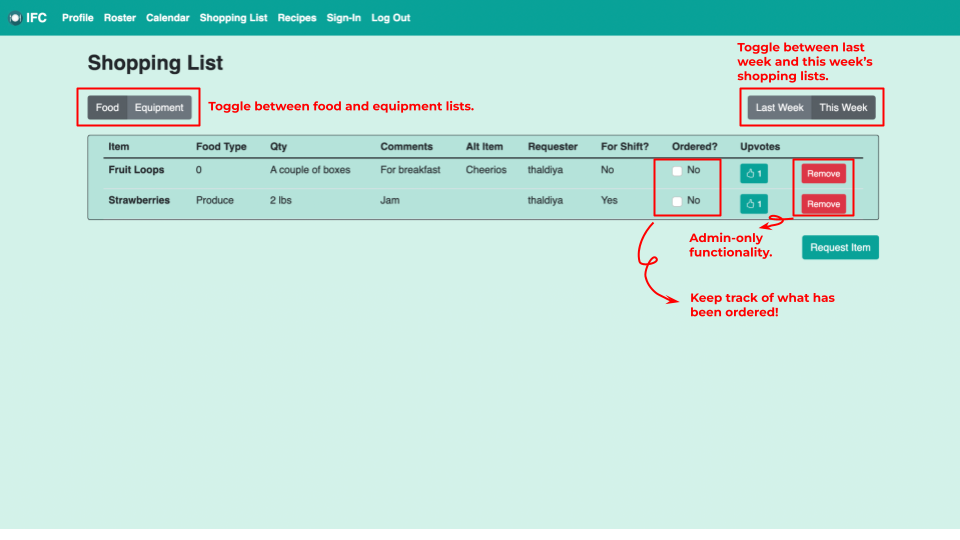 IFC Profile Roster Calendar Shopping List Recipes Sign-In Log Out
Shopping List
Toggle between last
week and this week's
shopping lists.
Food Equipment
Toggle between food and equipment lists.
Last Week This Week
Item Food Type Qty Comments Alt Item Requester For Shift? Ordered? Upvotes
Fruit Loops 0 A couple of boxes For breakfast Cheerios thaldiya No No 1 Remove
Strawberries Produce 2 lbs Jam thaldiya Yes No 1 Remove
Admin-only
functionality.
Request Item
Keep track of what has
been ordered!